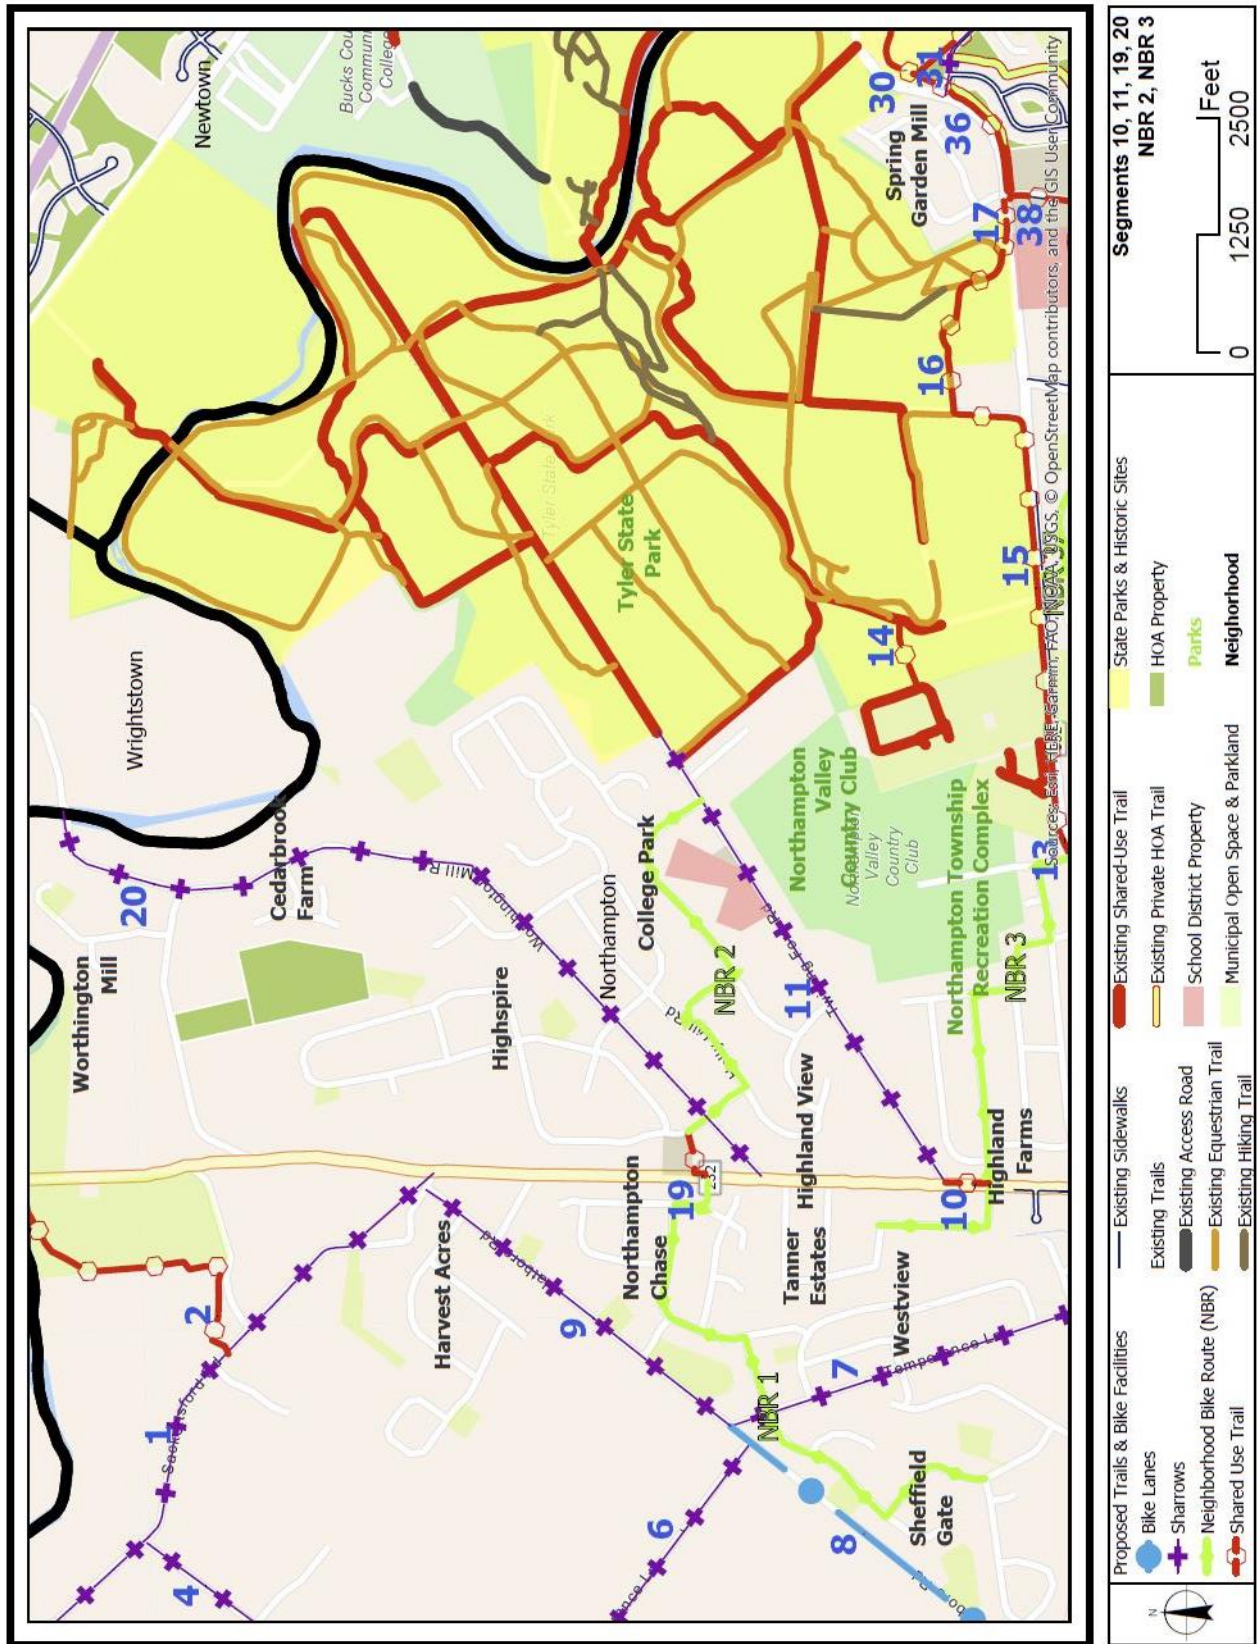 Newtown
Bucks Cou
Commun
College
Wrightstown
20
Cedarbrook
Farm
Worthington
Mill
Highspire
Northampton
College Park
Tyler State
Park
Spring
Garden Mill
30
31
36
17
38
16
15
14
13
Northampton
Valley
Country Club
Valley
Country
Club
Northampton Township
Recreation Complex
NBR 3
NBR 2
11
Highland View
Highland
Farms
10
19
232
Northampton
Chase
Tanner
Estates
Westview
Harvest Acres
9
2
1
4
6
7
8
NBR 1
Sheffield
Gate
Sources: Esri, HERE, Garmin, FAO, NOAA, USGS, © OpenStreetMap contributors, and the GIS User Community
Proposed Trails & Bike Facilities
Bike Lanes
Sharrows
Neighborhood Bike Route (NBR)
Shared Use Trail
Existing Sidewalks
Existing Trails
Existing Access Road
Existing Equestrian Trail
Existing Hiking Trail
Existing Shared-Use Trail
Existing Private HOA Trail
School District Property
Municipal Open Space & Parkland
State Parks & Historic Sites
HOA Property
Parks
Neighorhood
Segments 10, 11, 19, 20
NBR 2, NBR 3
0 1250 2500
Feet
N